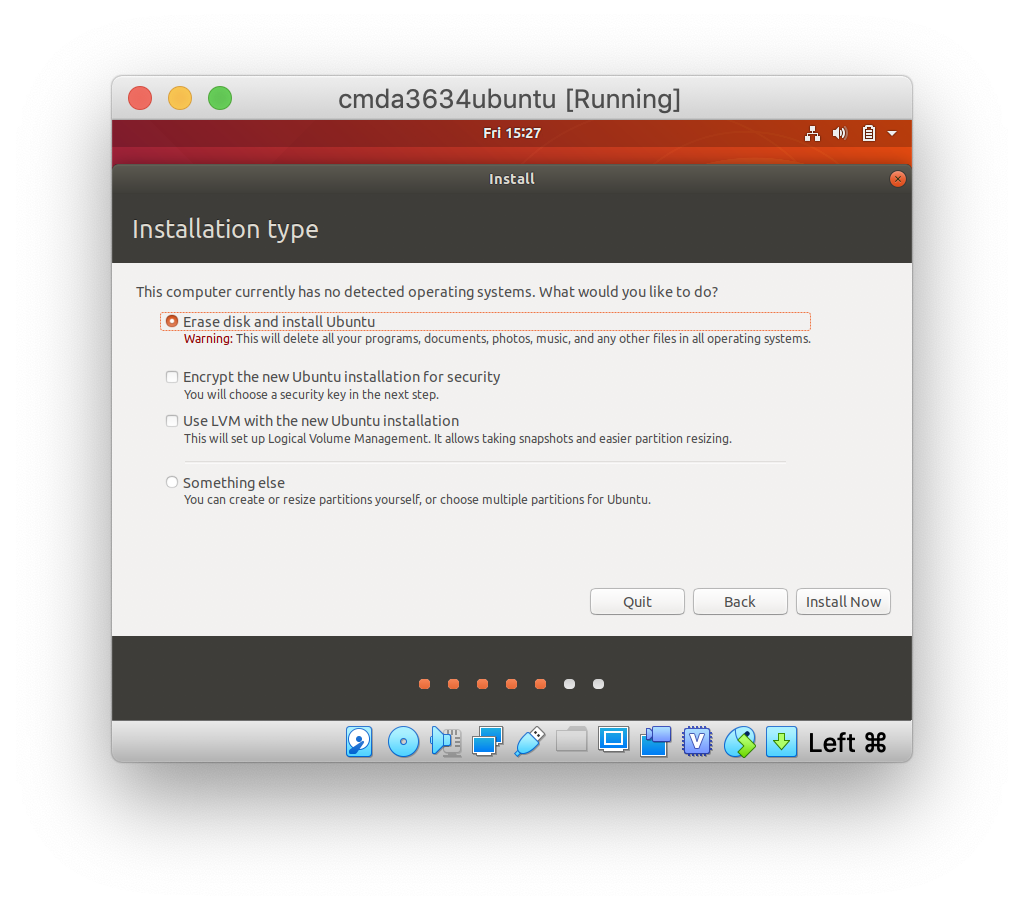 cmda3634ubuntu [Running]
Fri 15:27
Install
Installation type
This computer currently has no detected operating systems. What would you like to do?
Erase disk and install Ubuntu
Warning: This will delete all your programs, documents, photos, music, and any other files in all operating systems.
Encrypt the new Ubuntu installation for security
You will choose a security key in the next step.
Use LVM with the new Ubuntu installation
This will set up Logical Volume Management. It allows taking snapshots and easier partition resizing.
Something else
You can create or resize partitions yourself, or choose multiple partitions for Ubuntu.
Quit Back Install Now
V Left ⌘